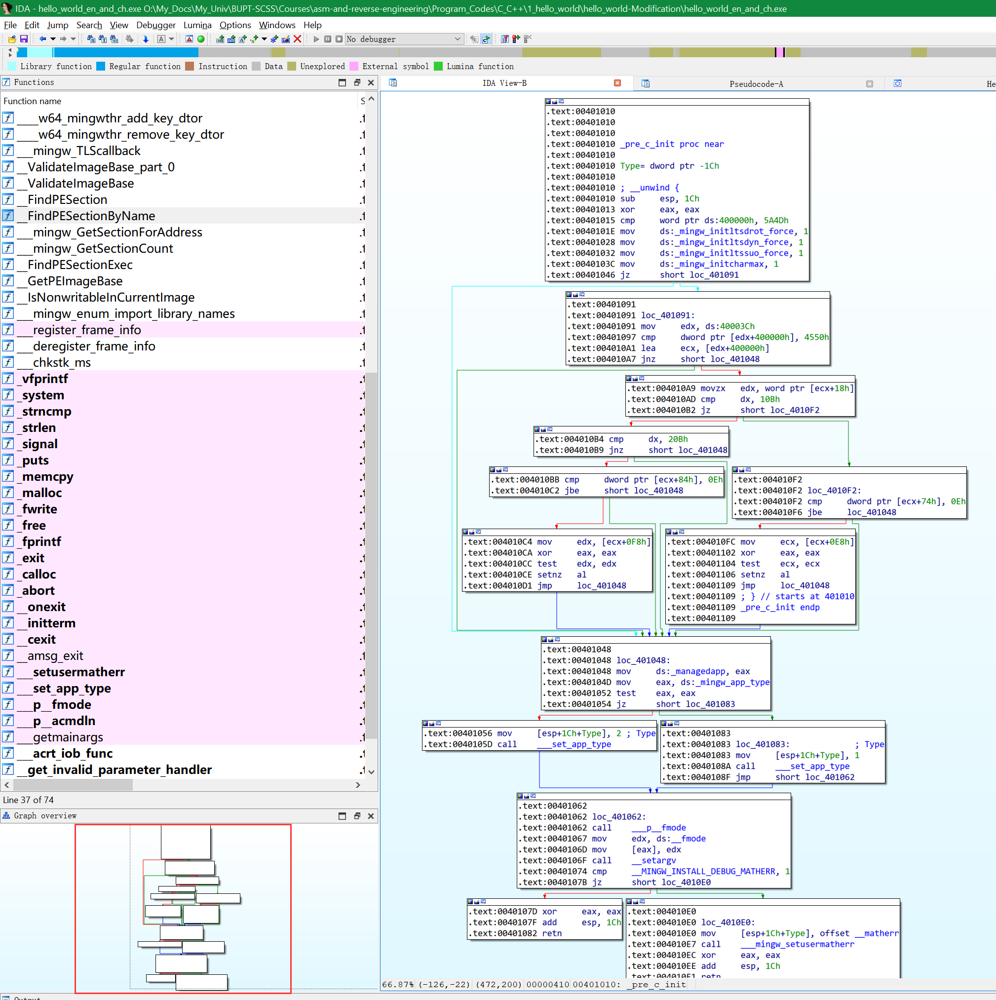 IDA - hello_world_en_and_ch.exe O:\My_Docs\My_Univ\BUPT-SCSS\Courses\asm-and-reverse-engineering\Program_Codes\C_C++\1_hello_world\hello_world-Modification\hello_world_en_and_ch.exe
File Edit Jump Search View Debugger Lumina Options Windows Help
No debugger
Library function Regular function Instruction Data Unexplored External symbol Lumina function
Functions
Function name S
____w64_mingwthr_add_key_dtor .t
____w64_mingwthr_remove_key_dtor .t
___mingw_TLScallback .t
__ValidateImageBase_part_0 .t
__ValidateImageBase .t
__FindPESection .t
__FindPESectionByName .t
___mingw_GetSectionForAddress .t
___mingw_GetSectionCount .t
__FindPESectionExec .t
__GetPEImageBase .t
__IsNonwritableInCurrentImage .t
___mingw_enum_import_library_names .t
___register_frame_info .t
___deregister_frame_info .t
___chkstk_ms .t
_vfprintf .t
_system .t
_strncmp .t
_strlen .t
_signal .t
_puts .t
_memcpy .t
_malloc .t
_fwrite .t
_free .t
_fprintf .t
_exit .t
_calloc .t
_abort .t
__onexit .t
__initterm .t
__cexit .t
__amsg_exit .t
___setusermatherr .t
___set_app_type .t
___p__fmode .t
___p__acmdln .t
___getmainargs .t
___acrt_iob_func .t
__get_invalid_parameter_handler .t
Line 37 of 74
Graph overview
Output
IDA View-B Pseudocode-A He
.text:00401010
.text:00401010
.text:00401010
.text:00401010 _pre_c_init proc near
.text:00401010
.text:00401010 Type= dword ptr -1Ch
.text:00401010
.text:00401010 ; __unwind {
.text:00401010 sub esp, 1Ch
.text:00401013 xor eax, eax
.text:00401015 cmp word ptr ds:400000h, 5A4Dh
.text:0040101E mov ds:_mingw_initltsdrot_force, 1
.text:00401028 mov ds:_mingw_initltsdyn_force, 1
.text:00401032 mov ds:_mingw_initltssuo_force, 1
.text:0040103C mov ds:_mingw_initcharmax, 1
.text:00401046 jz short loc_401091
.text:00401091
.text:00401091 loc_401091:
.text:00401091 mov edx, ds:40003Ch
.text:00401097 cmp dword ptr [edx+400000h], 4550h
.text:004010A1 lea ecx, [edx+400000h]
.text:004010A7 jnz short loc_401048
.text:004010A9 movzx edx, word ptr [ecx+18h]
.text:004010AD cmp dx, 10Bh
.text:004010B2 jz short loc_4010F2
.text:004010B4 cmp dx, 20Bh
.text:004010B9 jnz short loc_401048
.text:004010BB cmp dword ptr [ecx+84h], 0Eh
.text:004010C2 jbe short loc_401048
.text:004010F2
.text:004010F2 loc_4010F2:
.text:004010F2 cmp dword ptr [ecx+74h], 0Eh
.text:004010F6 jbe loc_401048
.text:004010C4 mov edx, [ecx+0F8h]
.text:004010CA xor eax, eax
.text:004010CC test edx, edx
.text:004010CE setnz al
.text:004010D1 jmp loc_401048
.text:004010FC mov ecx, [ecx+0E8h]
.text:00401102 xor eax, eax
.text:00401104 test ecx, ecx
.text:00401106 setnz al
.text:00401109 jmp loc_401048
.text:00401109 ; } // starts at 401010
.text:00401109 _pre_c_init endp
.text:00401109
.text:00401048
.text:00401048 loc_401048:
.text:00401048 mov ds:_managedapp, eax
.text:0040104D mov eax, ds:_mingw_app_type
.text:00401052 test eax, eax
.text:00401054 jz short loc_401083
.text:00401056 mov [esp+1Ch+Type], 2 ; Type
.text:0040105D call ___set_app_type
.text:00401083
.text:00401083 loc_401083: ; Type
.text:00401083 mov [esp+1Ch+Type], 1
.text:0040108A call ___set_app_type
.text:0040108F jmp short loc_401062
.text:00401062
.text:00401062 loc_401062:
.text:00401062 call ___p__fmode
.text:00401067 mov edx, ds:__fmode
.text:0040106D mov [eax], edx
.text:0040106F call __setargv
.text:00401074 cmp __MINGW_INSTALL_DEBUG_MATHERR, 1
.text:0040107B jz short loc_4010E0
.text:0040107D xor eax, eax
.text:0040107F add esp, 1Ch
.text:00401082 retn
.text:004010E0
.text:004010E0 loc_4010E0:
.text:004010E0 mov [esp+1Ch+Type], offset __matherr
.text:004010E7 call ___mingw_setusermatherr
.text:004010EC xor eax, eax
.text:004010EE add esp, 1Ch
.text:004010F1 retn
66.87% (-126,-22) (472,200) 00000410 00401010: _pre_c_init